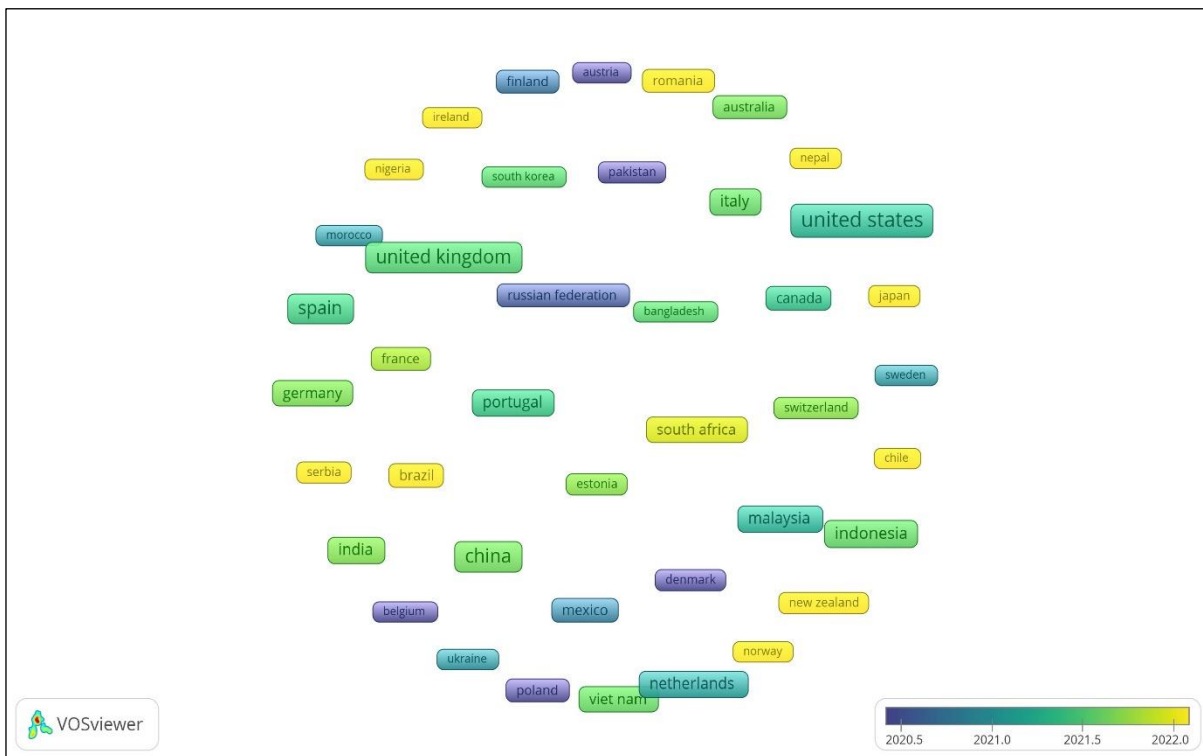 austria
finland
romania
australia
ireland
nepal
nigeria
pakistan
south korea
italy
united states
morocco
united kingdom
russian federation
japan
canada
spain
bangladesh
france
sweden
germany
portugal
switzerland
south africa
chile
serbia
brazil
estonia
malaysia
indonesia
india
china
denmark
new zealand
mexico
belgium
norway
ukraine
netherlands
poland
viet nam
VOSviewer
2020.5 2021.0 2021.5 2022.0